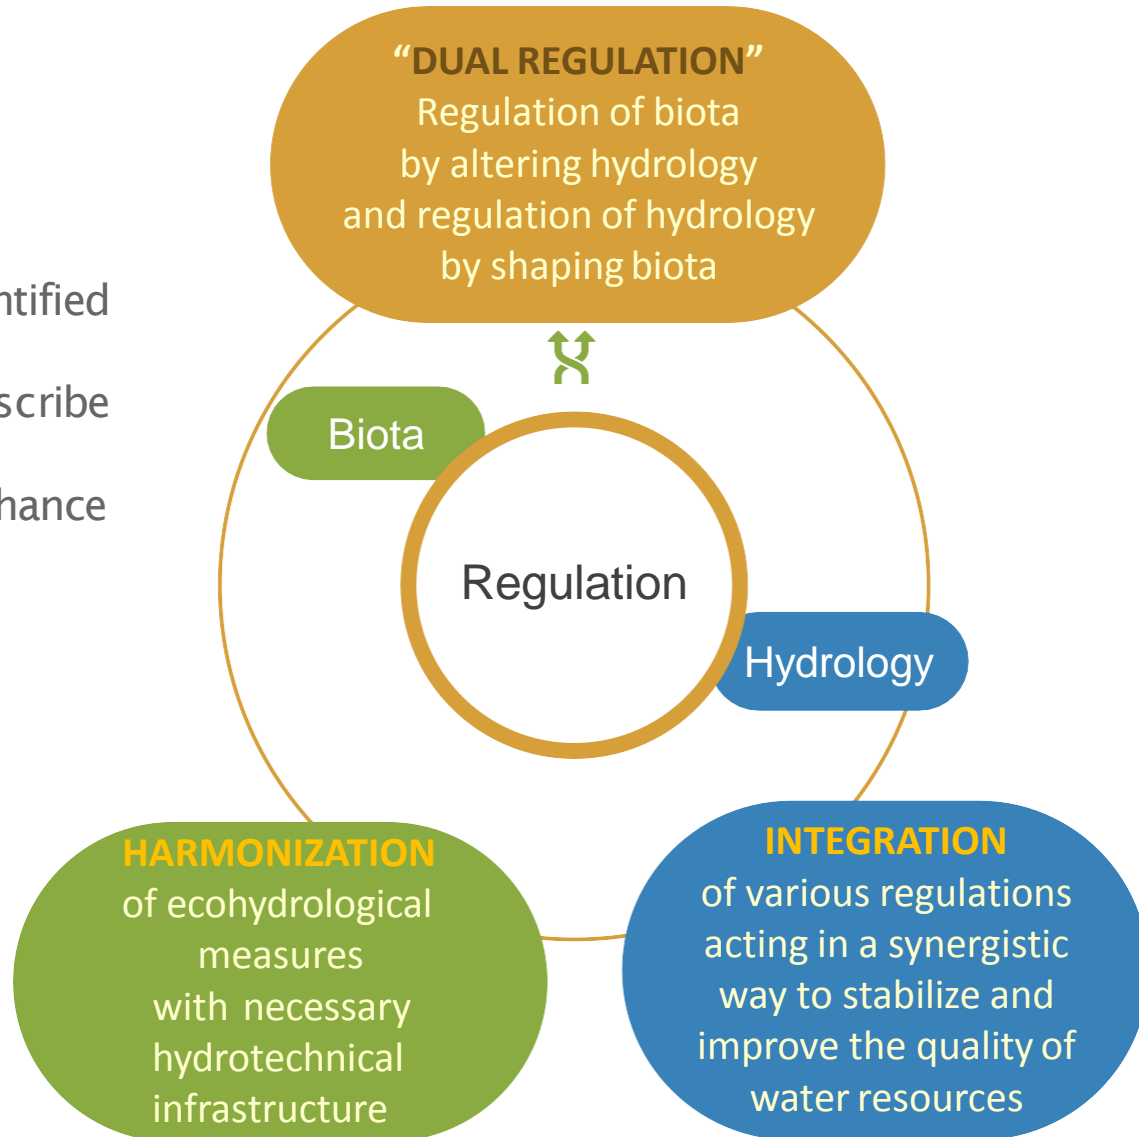 “DUAL REGULATION”
Regulation of biota
by altering hydrology
and regulation of hydrology
by shaping biota
ntified
scribe
hance
Biota
Regulation
Hydrology
HARMONIZATION
of ecohydrological
measures
with necessary
hydrotechnical
infrastructure
INTEGRATION
of various regulations
acting in a synergistic
way to stabilize and
improve the quality of
water resources